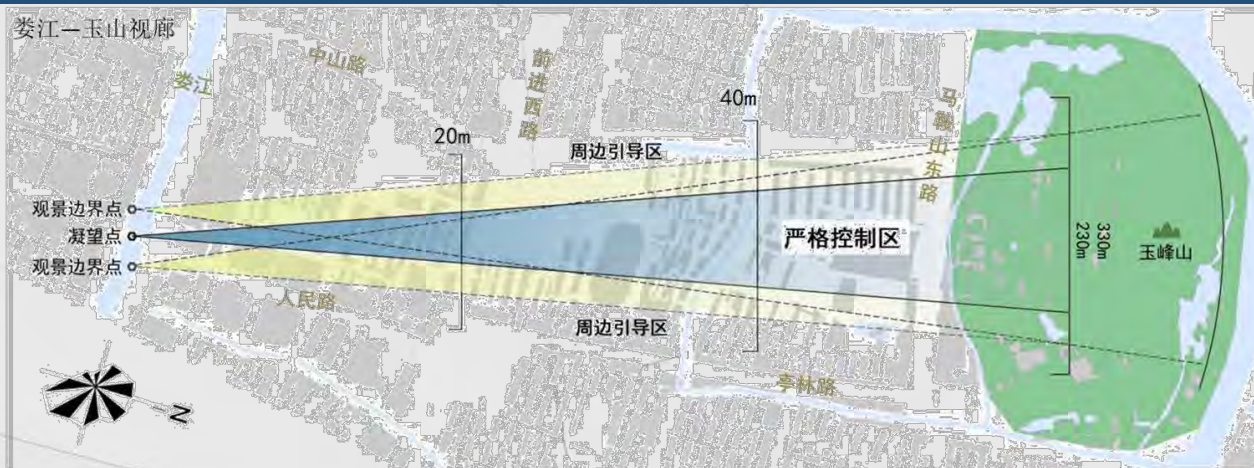 娄江—玉山视廊
中山路
前进西路
娄江
40m
马鞍山东路
20m
周边引导区
观景边界点
凝望点
严格控制区
330m
230m
玉峰山
观景边界点
人民路
周边引导区
亭林路
N